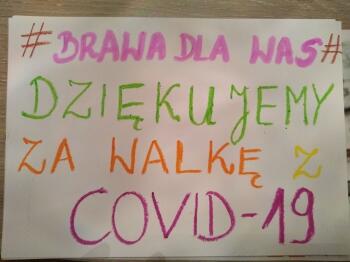 #BRAWA DLA WAS#
DZIĘKUJEMY
ZA WALKĘ Z
COVID-19